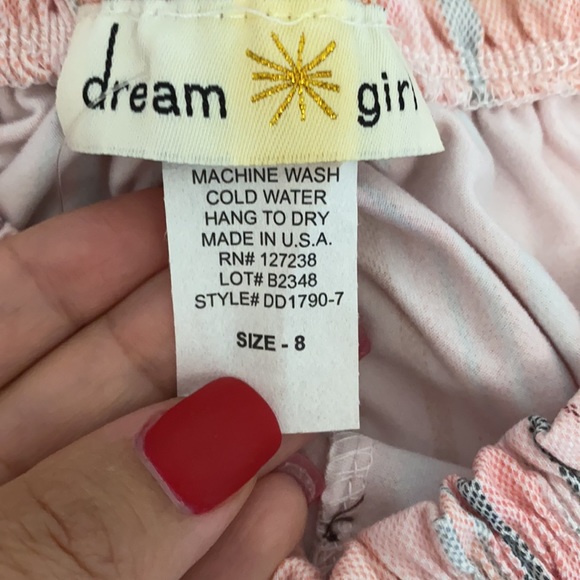 dream girl
MACHINE WASH
COLD WATER
HANG TO DRY
MADE IN U.S.A.
RN# 127238
LOT# B2348
STYLE# DD1790-7
SIZE - 8